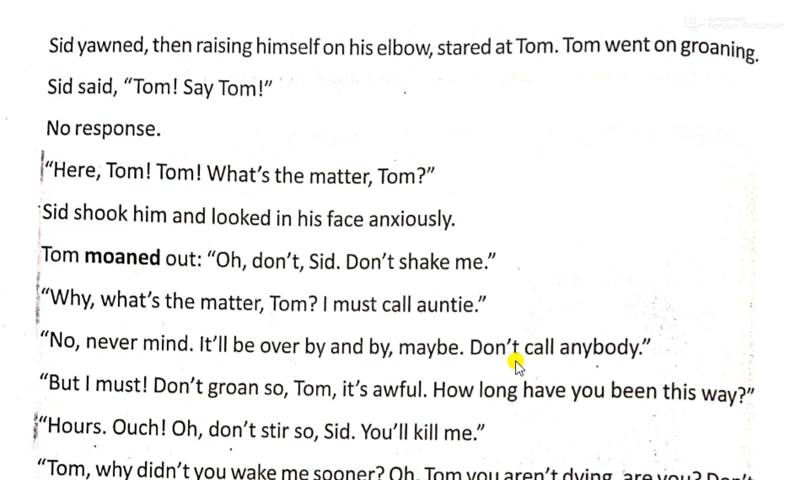 Sid yawned, then raising himself on his elbow, stared at Tom. Tom went on groaning.
Sid said, “Tom! Say Tom!”
No response.
“Here, Tom! Tom! What’s the matter, Tom?”
Sid shook him and looked in his face anxiously.
Tom moaned out: “Oh, don’t, Sid. Don’t shake me.”
“Why, what’s the matter, Tom? I must call auntie.”
“No, never mind. It’ll be over by and by, maybe. Don’t call anybody.”
“But I must! Don’t groan so, Tom, it’s awful. How long have you been this way?”
“Hours. Ouch! Oh, don’t stir so, Sid. You’ll kill me.”
“Tom, why didn’t you wake me sooner? Oh, Tom you aren’t dying, are you? Don’t